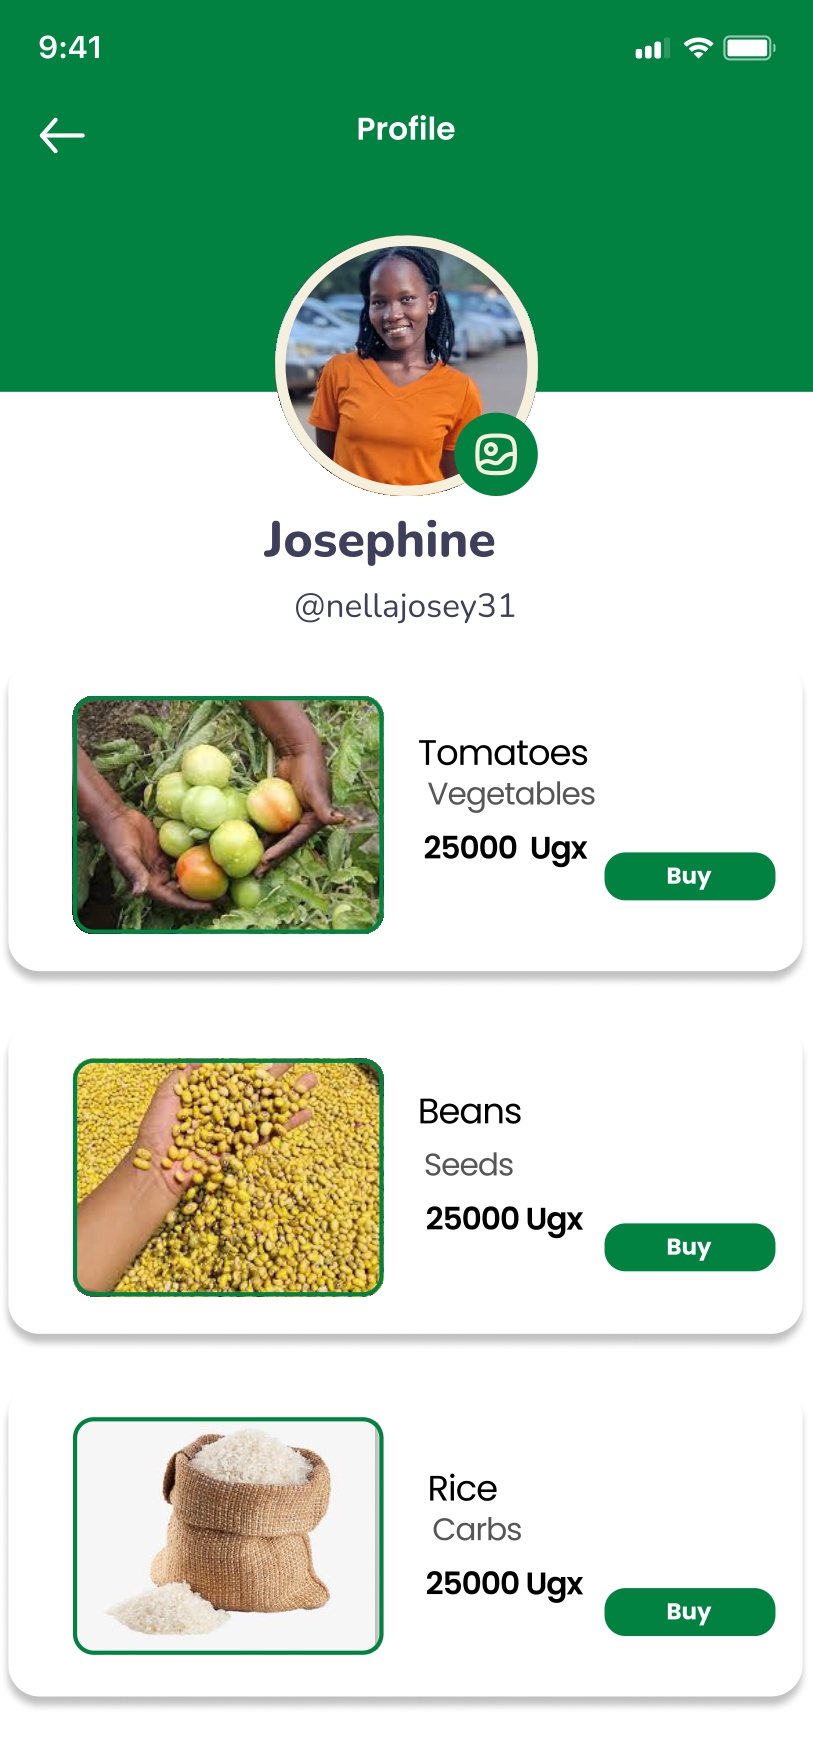 9:41
Profile
Josephine
@nellajosey31
Tomatoes
Vegetables
25000 Ugx
Buy
Beans
Seeds
25000 Ugx
Buy
Rice
Carbs
25000 Ugx
Buy